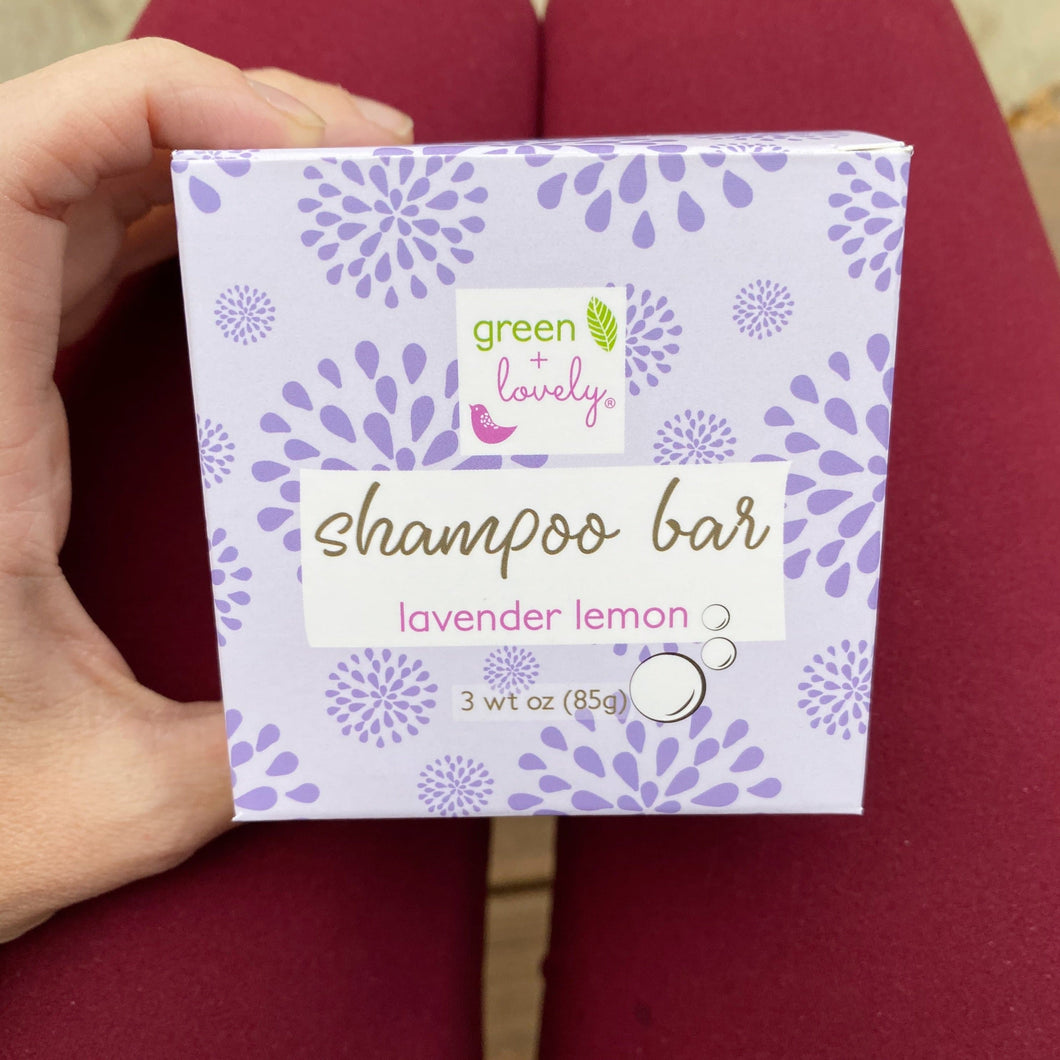 green
+
lovely®
shampoo bar
lavender lemon
3 wt oz (85g)